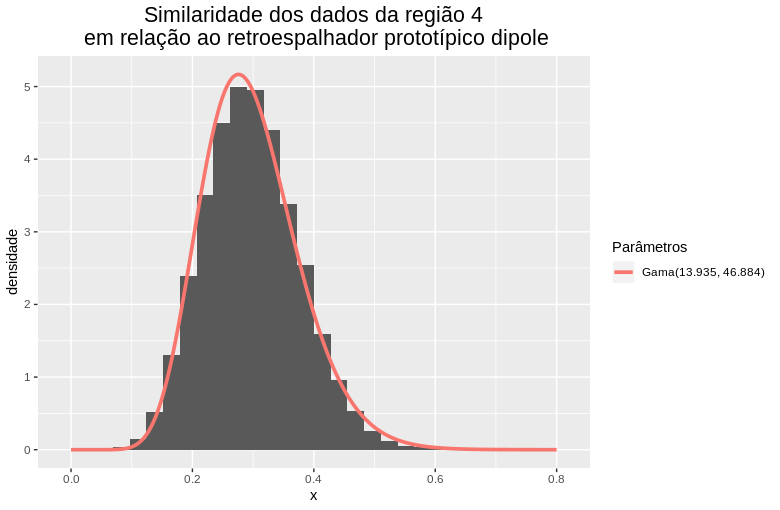 Similaridade dos dados da região 4
em relação ao retroespalhador prototípico dipole
5
4
3
2
1
0
densidade
0.0
0.2
0.4
0.6
0.8
x
Parâmetros
Gama(13.935, 46.884)